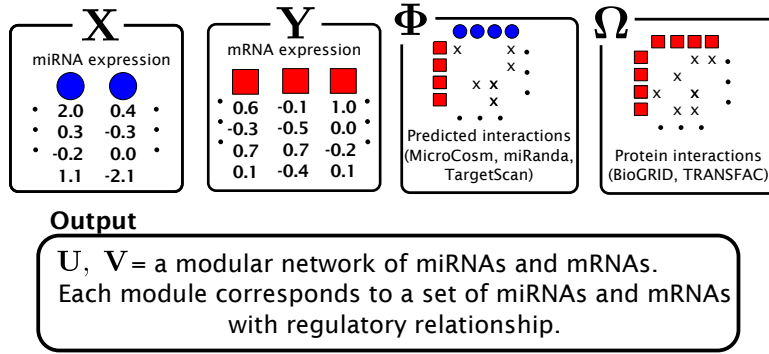 X
miRNA expression
2.0 0.4
0.3 -0.3
-0.2 0.0
1.1 -2.1
Y
mRNA expression
0.6 -0.1 1.0
-0.3 -0.5 0.0
0.7 0.7 -0.2
0.1 -0.4 0.1
Φ
x x
x
x x
x
Predicted interactions
(MicroCosm, miRanda,
TargetScan)
Ω
x x
x
x x
x x
Protein interactions
(BioGRID, TRANSFAC)
Output
U, V = a modular network of miRNAs and mRNAs.
Each module corresponds to a set of miRNAs and mRNAs
with regulatory relationship.